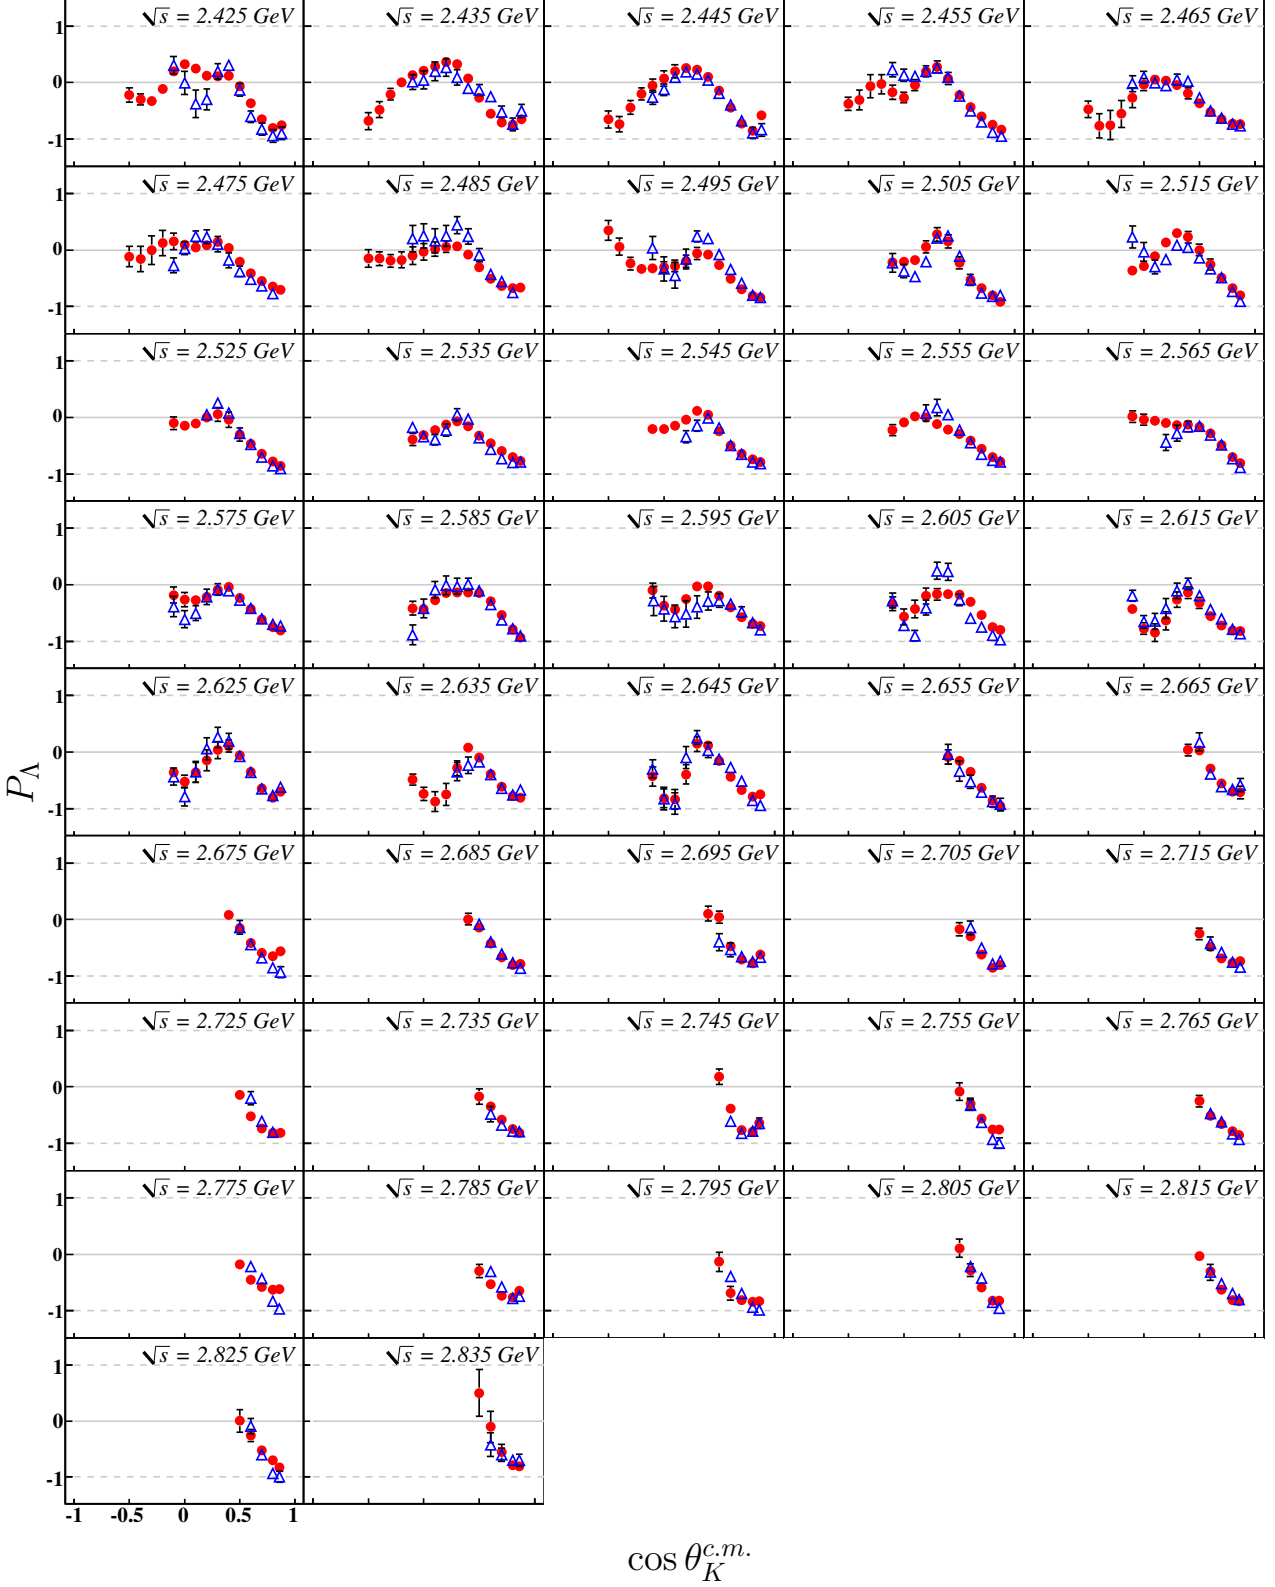 √s = 2.425 GeV √s = 2.435 GeV √s = 2.445 GeV √s = 2.455 GeV √s = 2.465 GeV
1
0
-1
√s = 2.475 GeV √s = 2.485 GeV √s = 2.495 GeV √s = 2.505 GeV √s = 2.515 GeV
1
0
-1
√s = 2.525 GeV √s = 2.535 GeV √s = 2.545 GeV √s = 2.555 GeV √s = 2.565 GeV
1
0
-1
√s = 2.575 GeV √s = 2.585 GeV √s = 2.595 GeV √s = 2.605 GeV √s = 2.615 GeV
1
0
-1
√s = 2.625 GeV √s = 2.635 GeV √s = 2.645 GeV √s = 2.655 GeV √s = 2.665 GeV
1
0
-1
P_Λ
√s = 2.675 GeV √s = 2.685 GeV √s = 2.695 GeV √s = 2.705 GeV √s = 2.715 GeV
1
0
-1
√s = 2.725 GeV √s = 2.735 GeV √s = 2.745 GeV √s = 2.755 GeV √s = 2.765 GeV
1
0
-1
√s = 2.775 GeV √s = 2.785 GeV √s = 2.795 GeV √s = 2.805 GeV √s = 2.815 GeV
1
0
-1
√s = 2.825 GeV √s = 2.835 GeV
1
0
-1
-1 -0.5 0 0.5 1
cos θ_K^{c.m.}